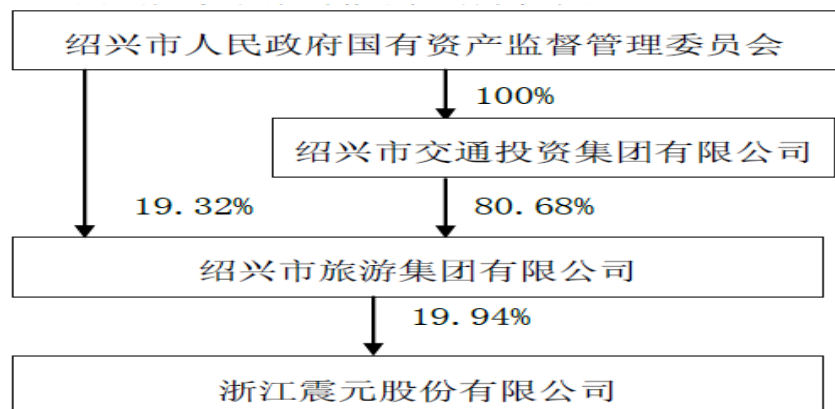 绍兴市人民政府国有资产监督管理委员会
100%
绍兴市交通投资集团有限公司
19.32%
80.68%
绍兴市旅游集团有限公司
19.94%
浙江震元股份有限公司